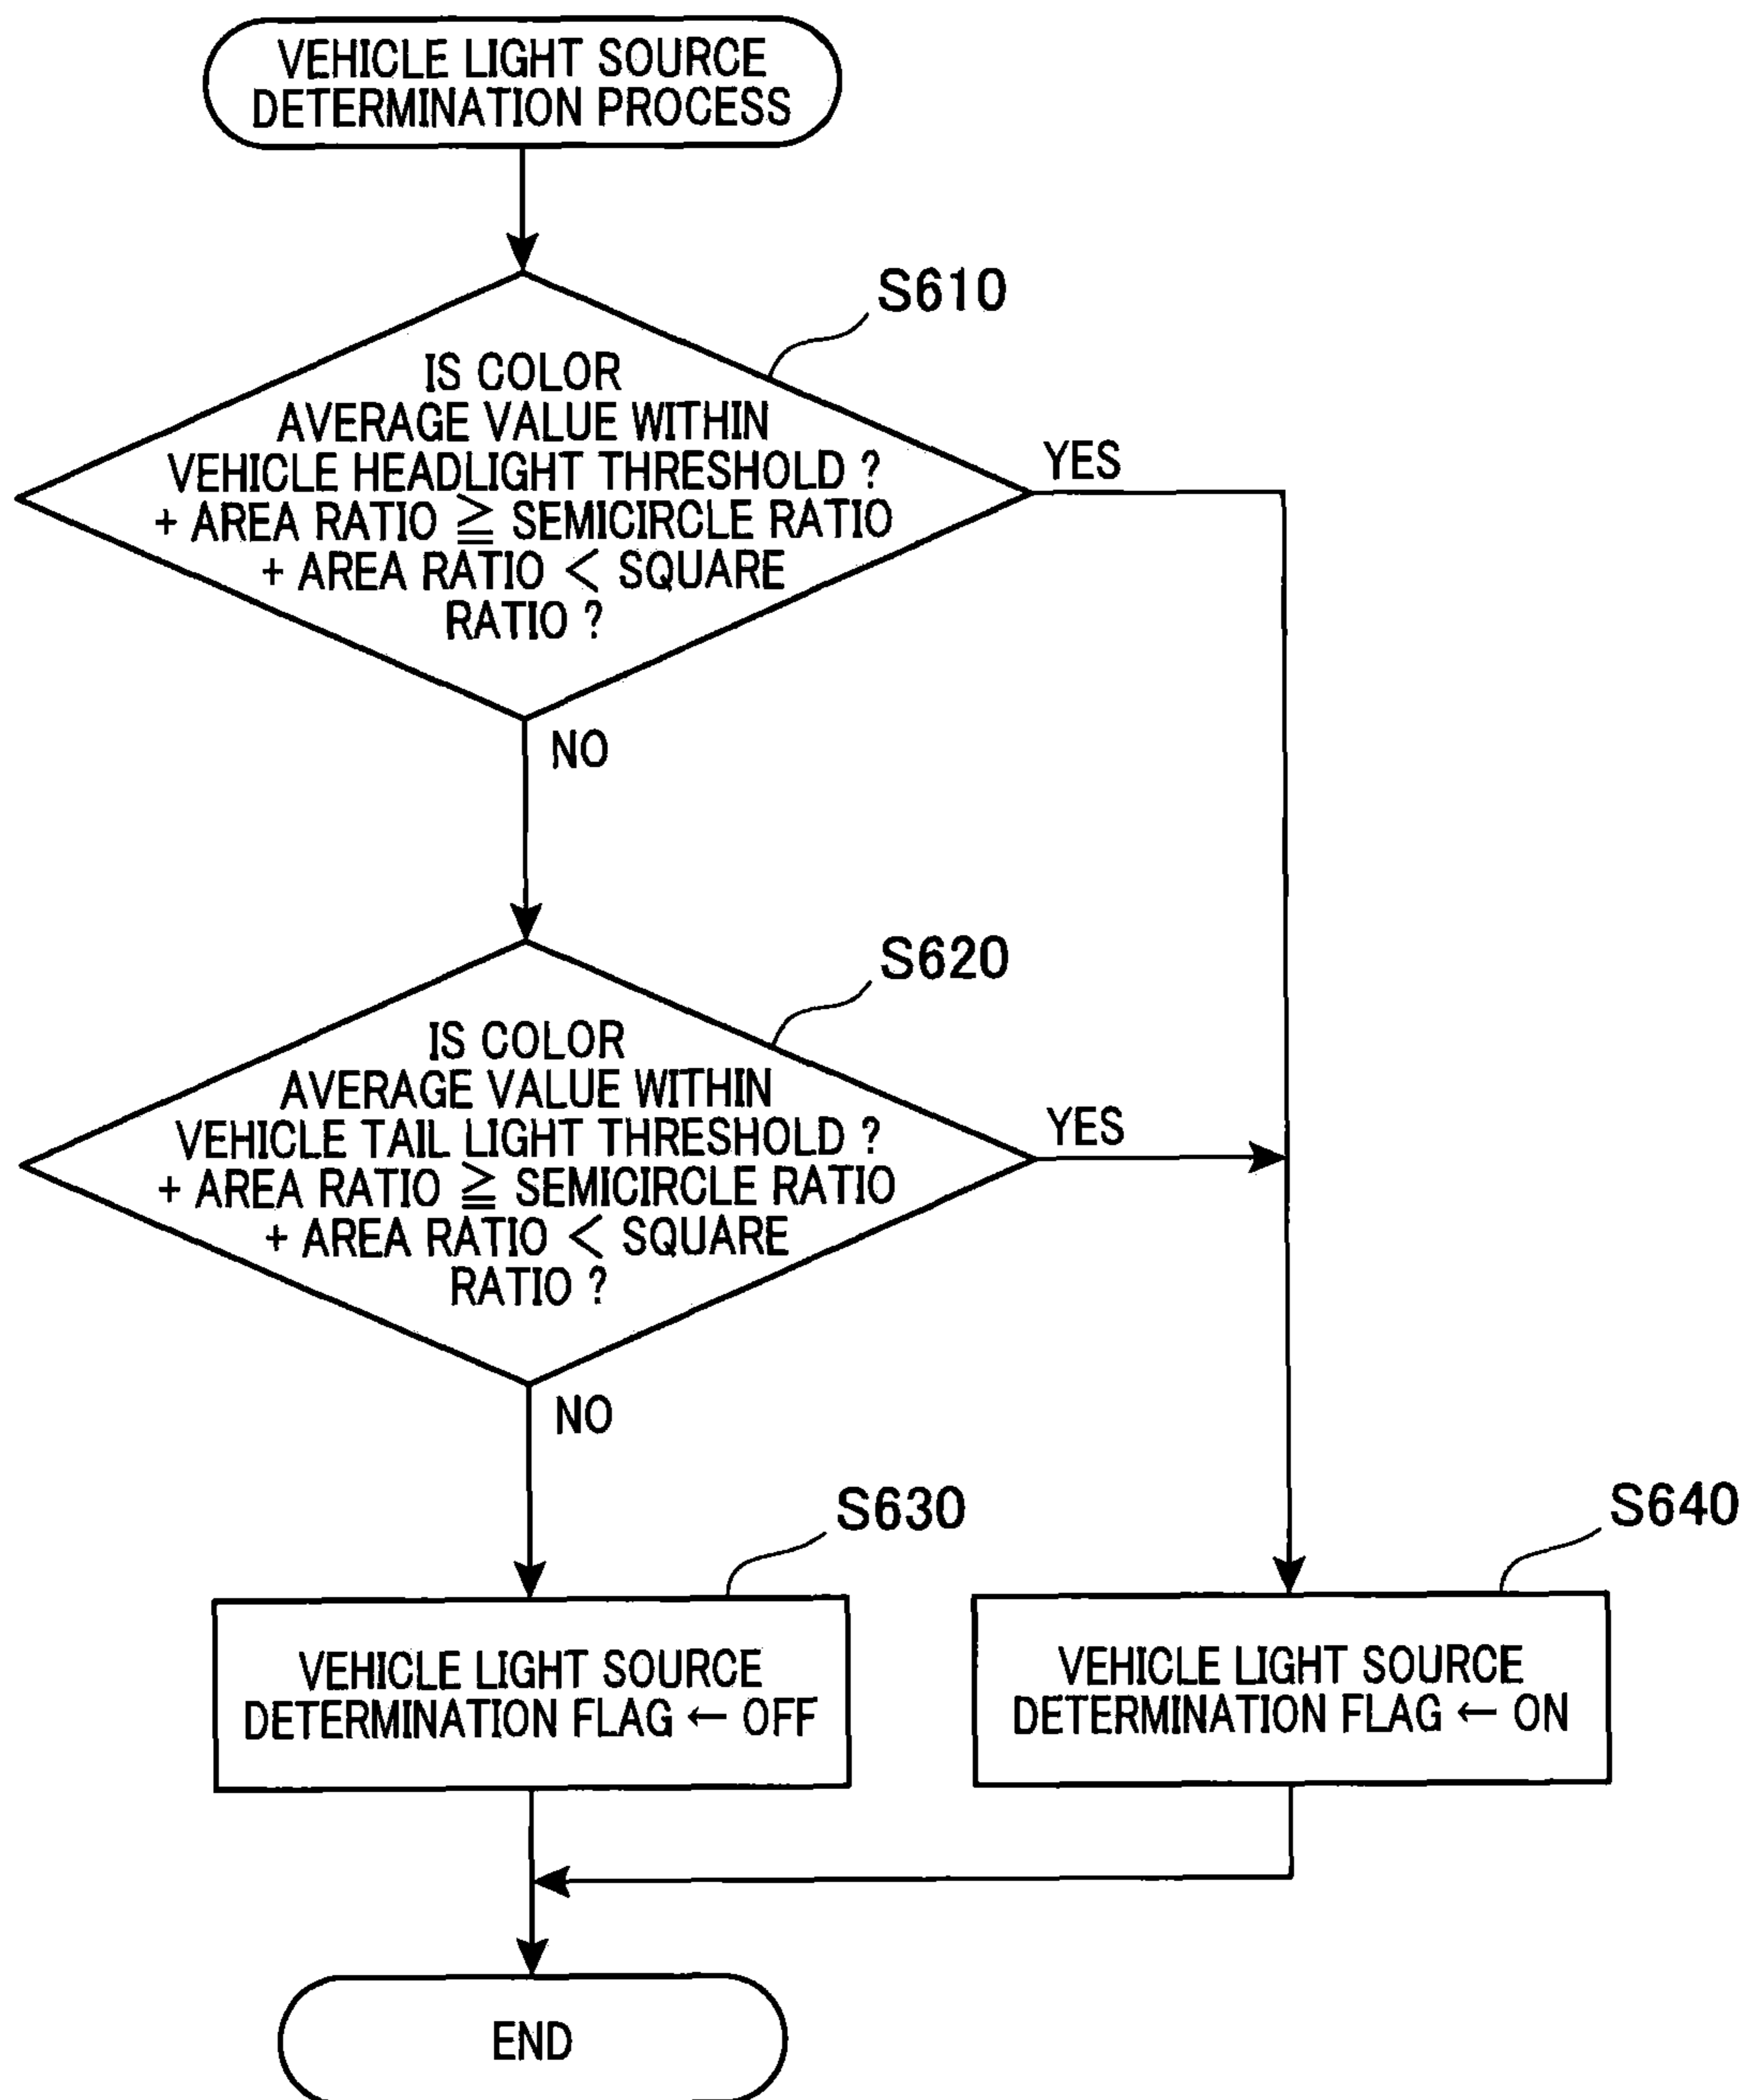 VEHICLE LIGHT SOURCE
DETERMINATION PROCESS
S610
IS COLOR
AVERAGE VALUE WITHIN
VEHICLE HEADLIGHT THRESHOLD ?
+ AREA RATIO ≧ SEMICIRCLE RATIO
+ AREA RATIO < SQUARE
RATIO ?
YES
NO
S620
IS COLOR
AVERAGE VALUE WITHIN
VEHICLE TAIL LIGHT THRESHOLD ?
+ AREA RATIO ≧ SEMICIRCLE RATIO
+ AREA RATIO < SQUARE
RATIO ?
YES
NO
S630
VEHICLE LIGHT SOURCE
DETERMINATION FLAG ← OFF
S640
VEHICLE LIGHT SOURCE
DETERMINATION FLAG ← ON
END